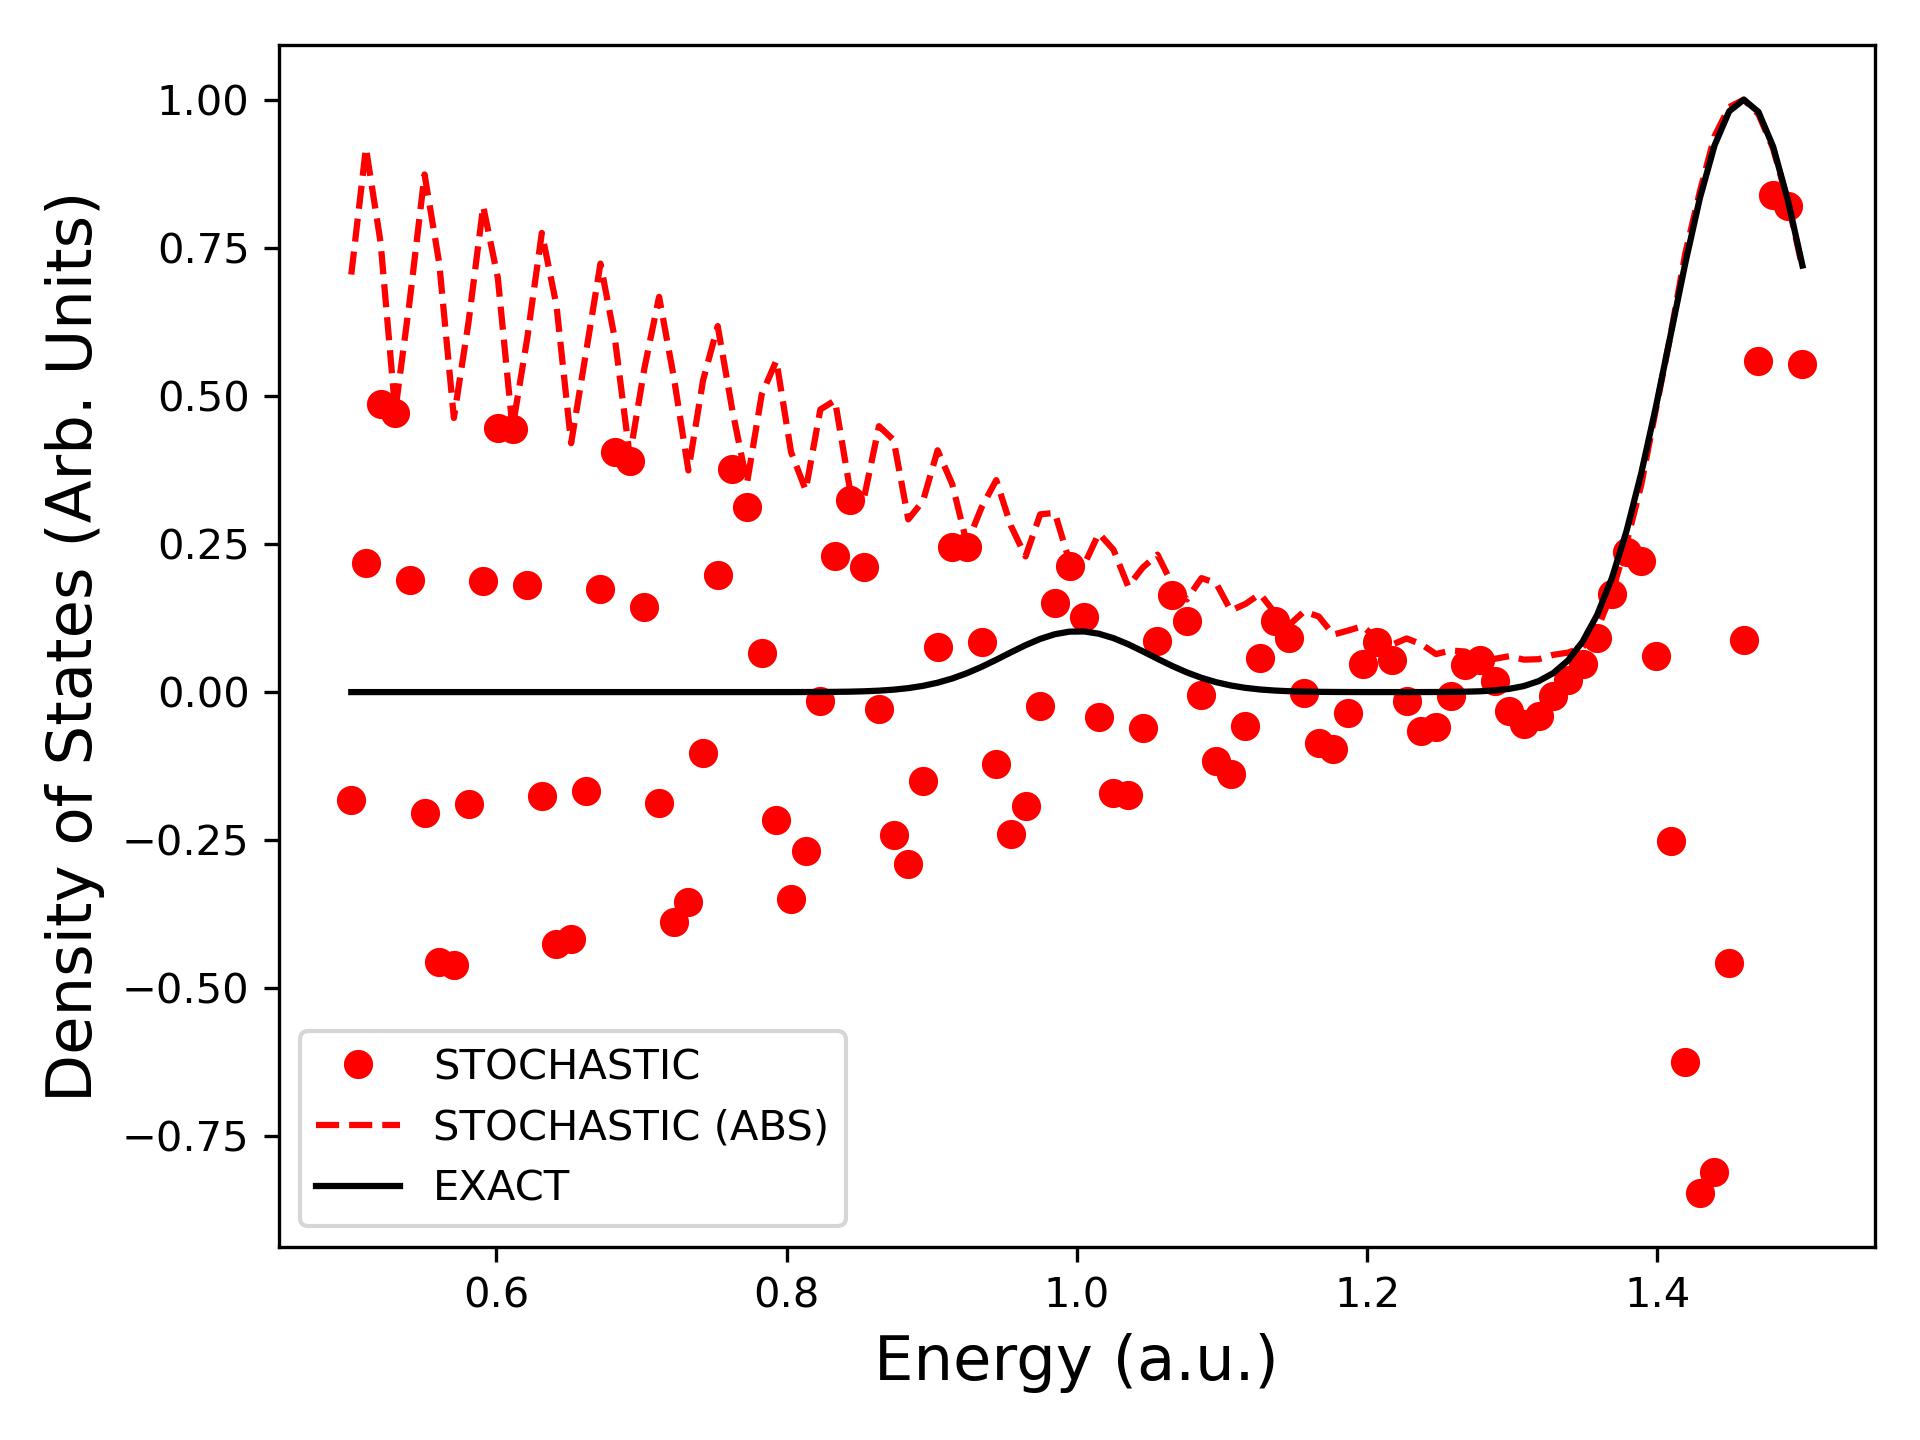 1.00
0.75
0.50
0.25
0.00
−0.25
−0.50
−0.75
Density of States (Arb. Units)
STOCHASTIC
STOCHASTIC (ABS)
EXACT
0.6 0.8 1.0 1.2 1.4
Energy (a.u.)